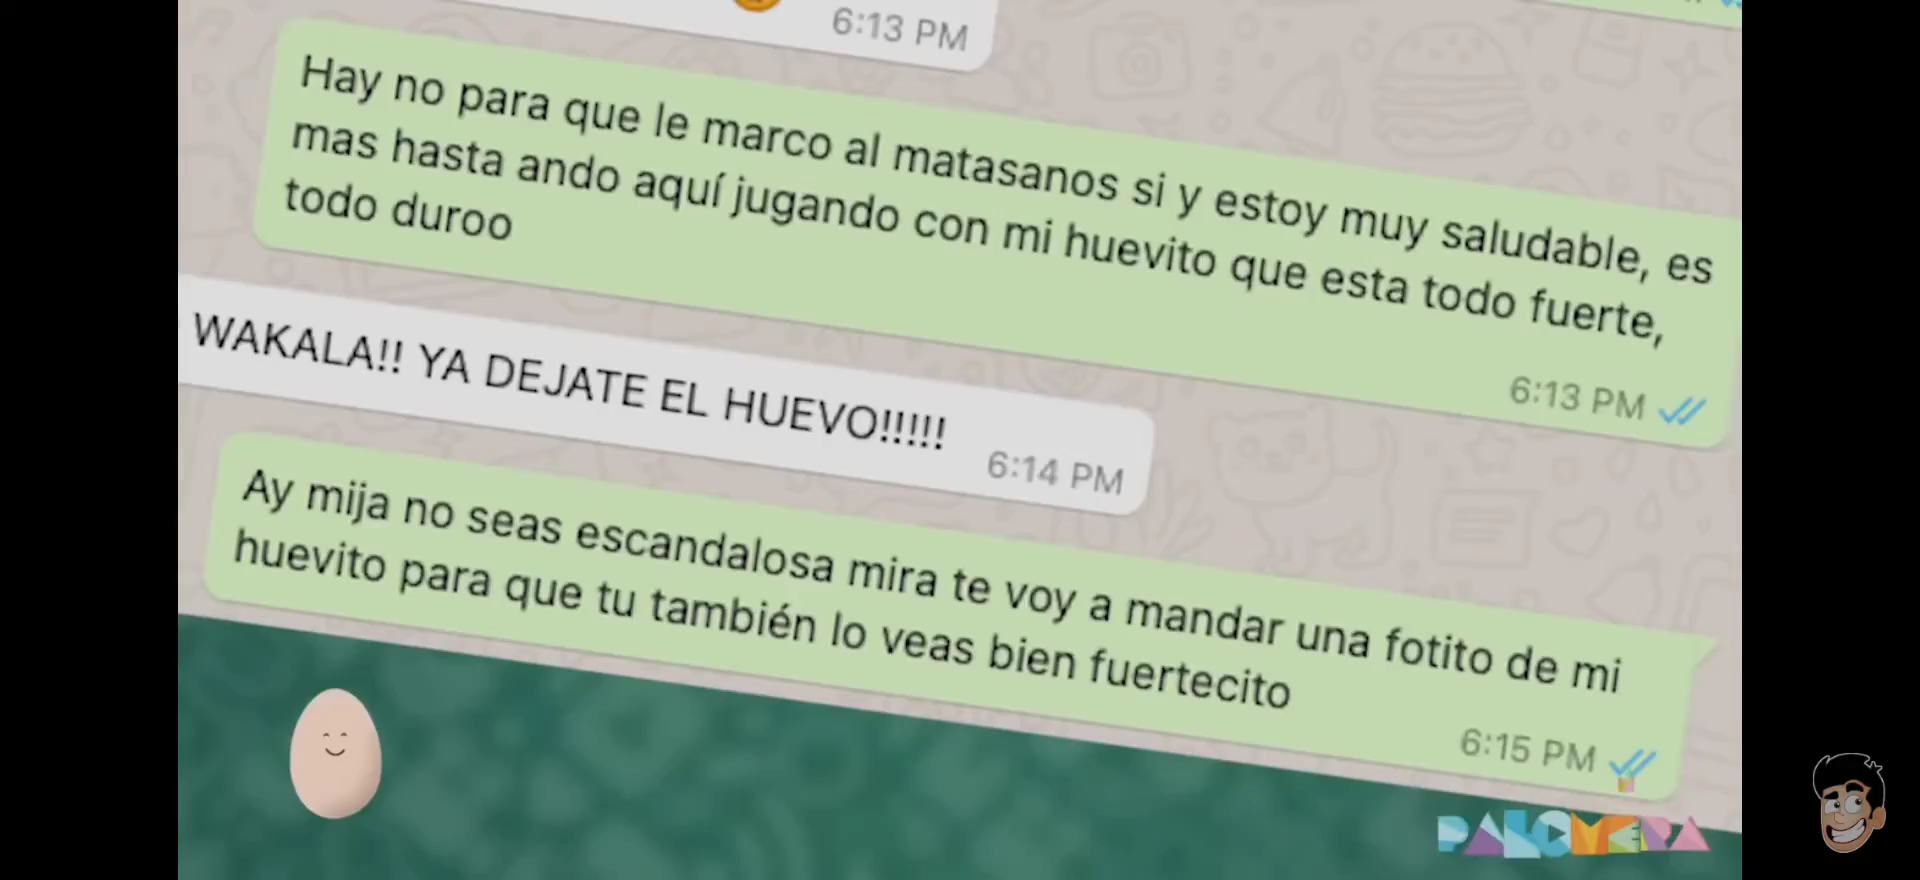 6:13 PM
Hay no para que le marco al matasanos si y estoy muy saludable, es
mas hasta ando aquí jugando con mi huevito que esta todo fuerte,
todo duroo
6:13 PM
WAKALA!! YA DEJATE EL HUEVO!!!!!
6:14 PM
Ay mija no seas escandalosa mira te voy a mandar una fotito de mi
huevito para que tu también lo veas bien fuertecito
6:15 PM
PALOMERA